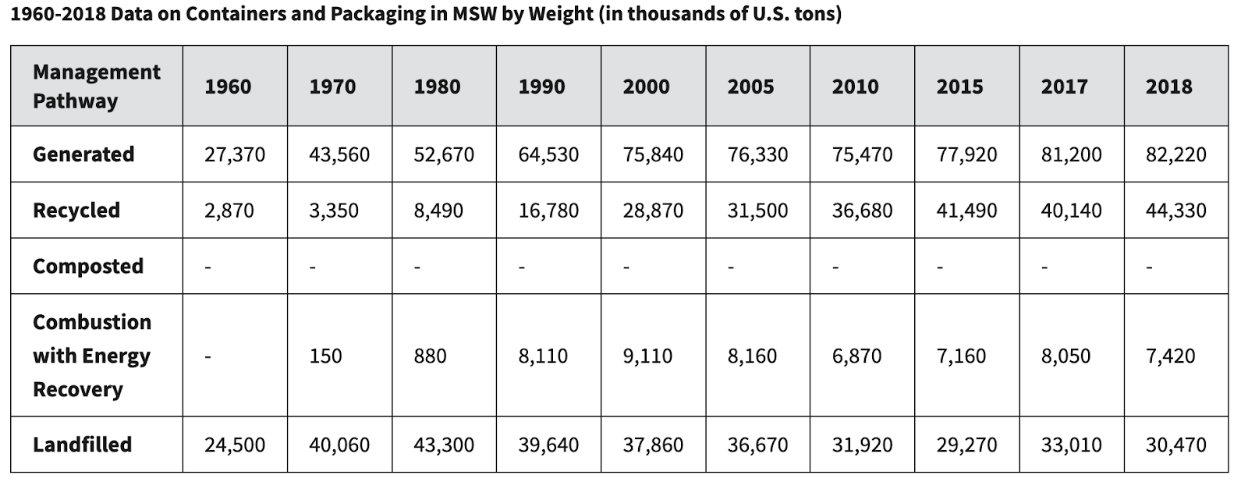 1960-2018 Data on Containers and Packaging in MSW by Weight (in thousands of U.S. tons)
Management Pathway 1960 1970 1980 1990 2000 2005 2010 2015 2017 2018
Generated 27,370 43,560 52,670 64,530 75,840 76,330 75,470 77,920 81,200 82,220
Recycled 2,870 3,350 8,490 16,780 28,870 31,500 36,680 41,490 40,140 44,330
Composted - - - - - - - - - -
Combustion with Energy Recovery - 150 880 8,110 9,110 8,160 6,870 7,160 8,050 7,420
Landfilled 24,500 40,060 43,300 39,640 37,860 36,670 31,920 29,270 33,010 30,470